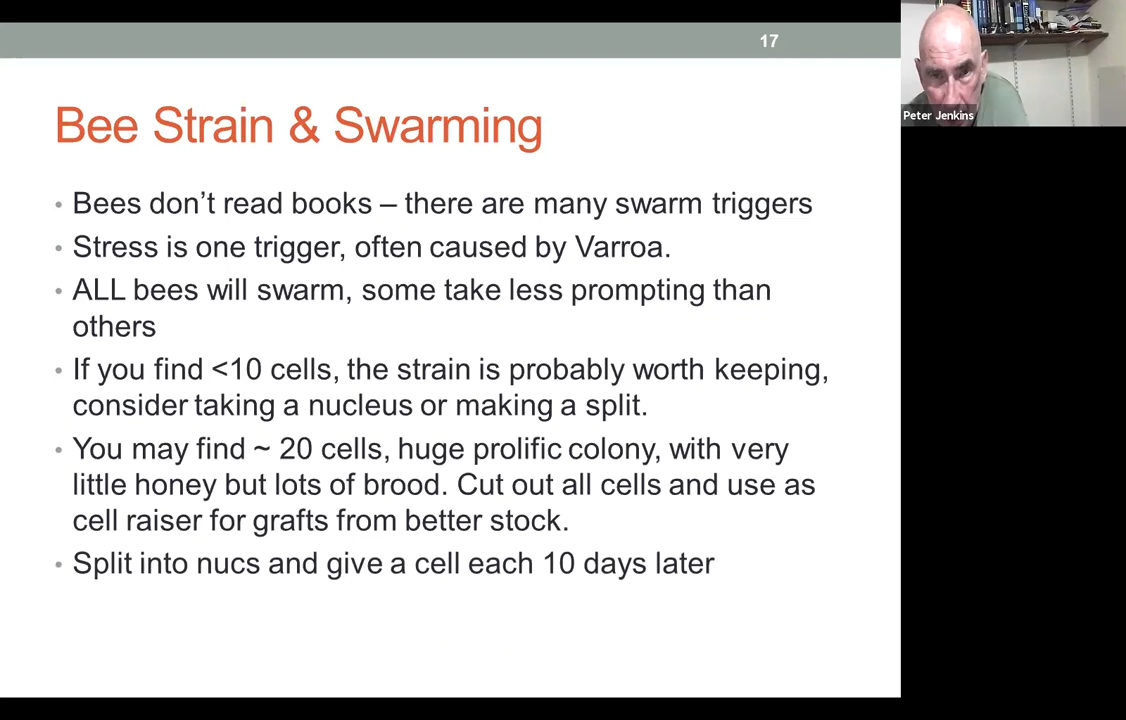 17
Bee Strain & Swarming
• Bees don’t read books – there are many swarm triggers
• Stress is one trigger, often caused by Varroa.
• ALL bees will swarm, some take less prompting than
others
• If you find <10 cells, the strain is probably worth keeping,
consider taking a nucleus or making a split.
• You may find ~ 20 cells, huge prolific colony, with very
little honey but lots of brood. Cut out all cells and use as
cell raiser for grafts from better stock.
• Split into nucs and give a cell each 10 days later
Peter Jenkins